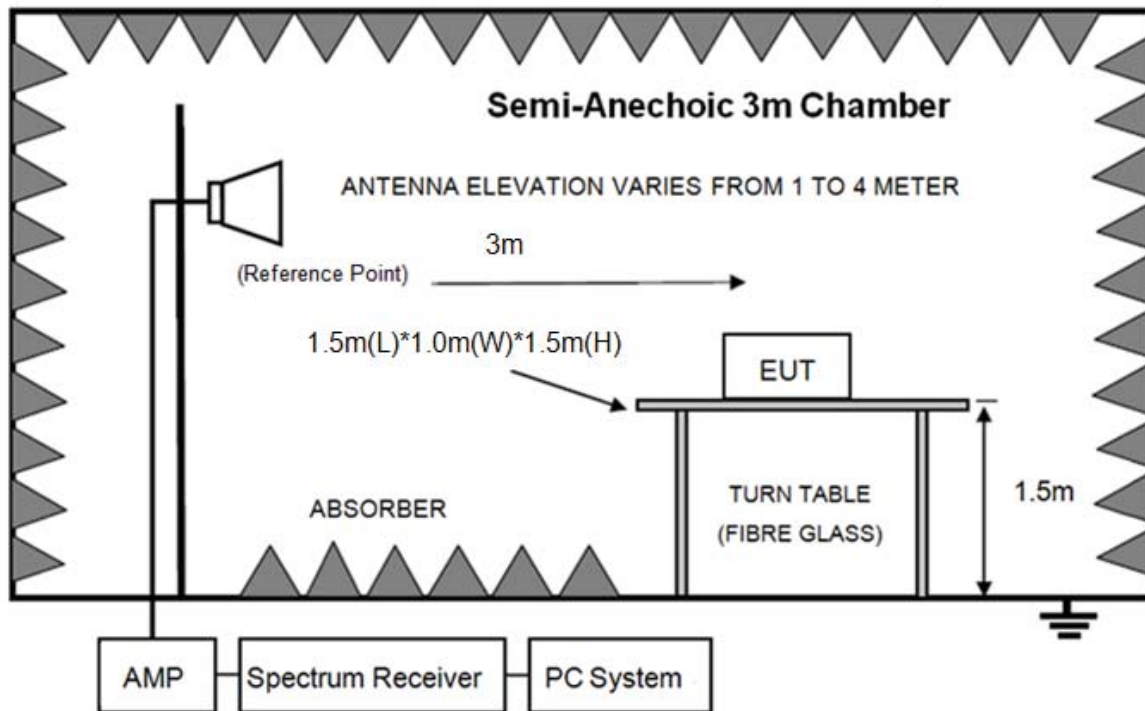 Semi-Anechoic 3m Chamber
ANTENNA ELEVATION VARIES FROM 1 TO 4 METER
3m
(Reference Point)
1.5m(L)*1.0m(W)*1.5m(H)
EUT
1.5m
TURN TABLE
(FIBRE GLASS)
ABSORBER
AMP
Spectrum Receiver
PC System